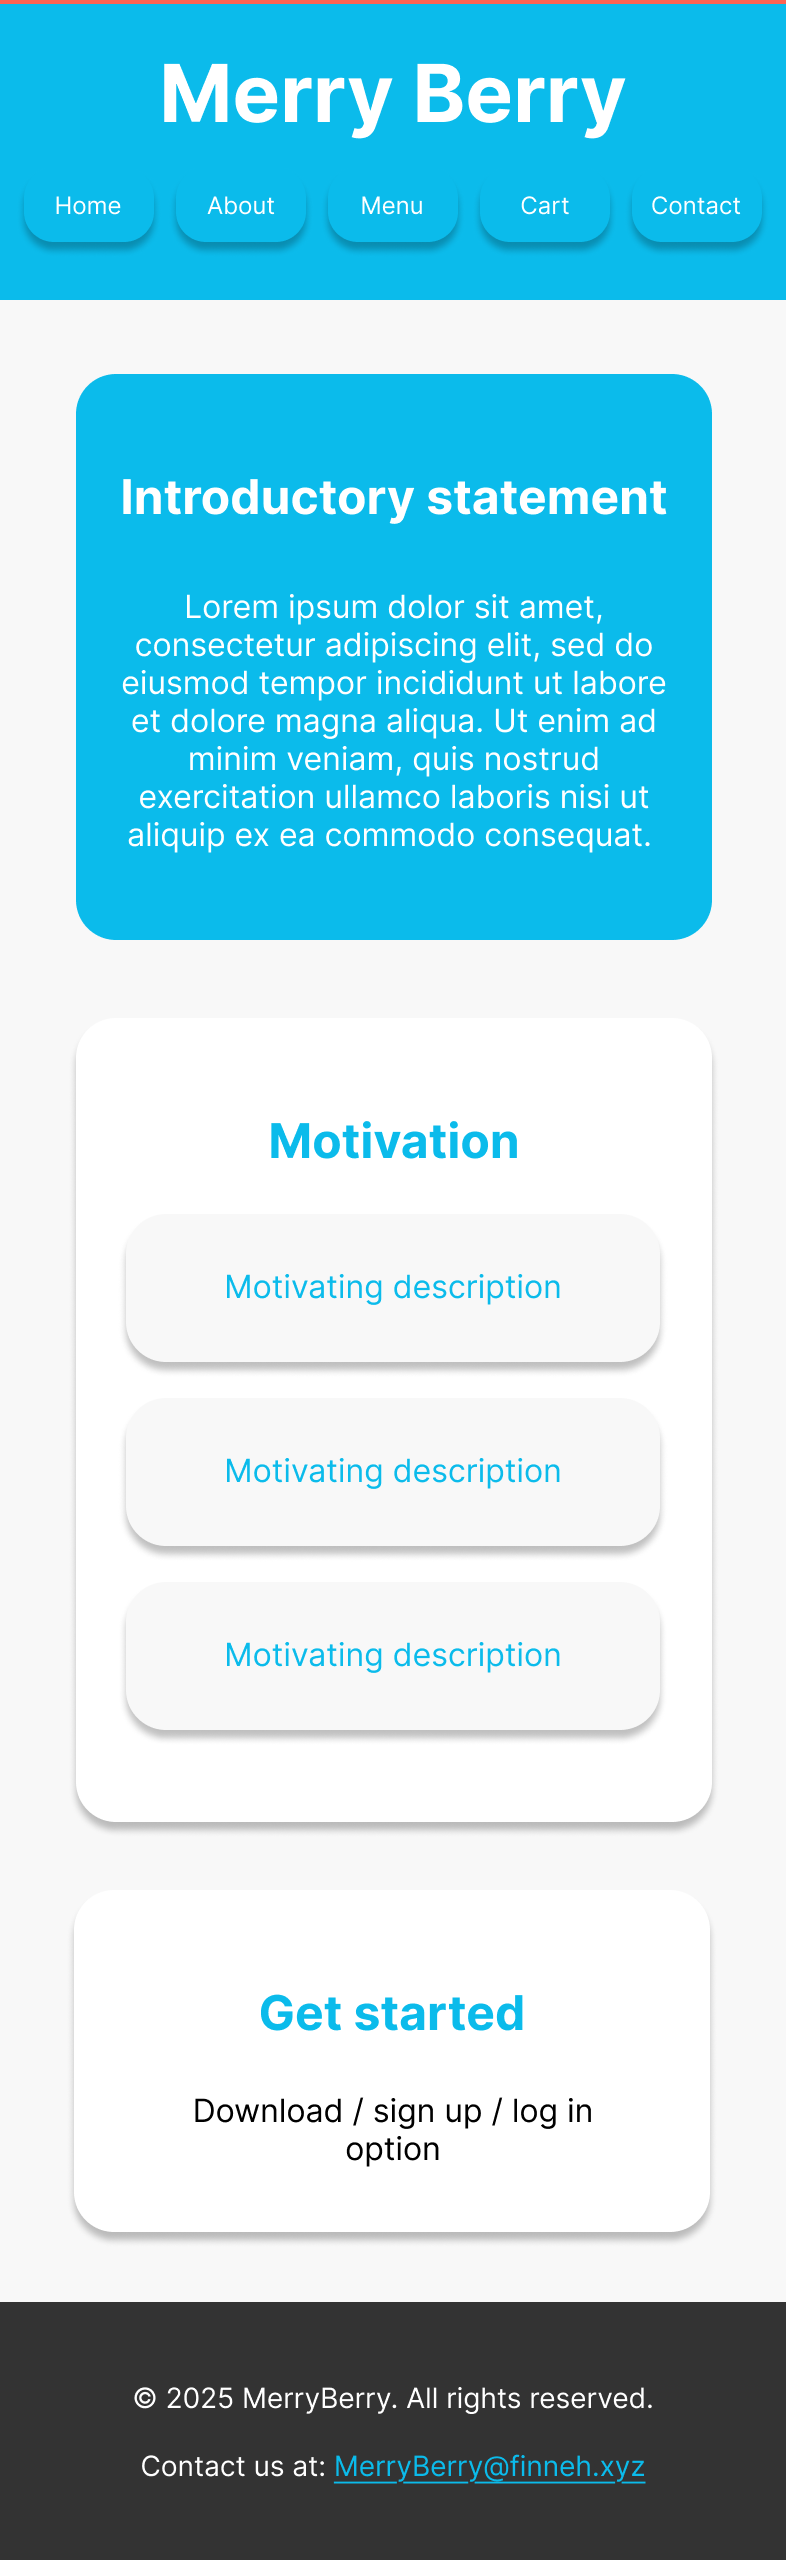 Merry Berry
Home About Menu Cart Contact
Introductory statement
Lorem ipsum dolor sit amet,
consectetur adipiscing elit, sed do
eiusmod tempor incididunt ut labore
et dolore magna aliqua. Ut enim ad
minim veniam, quis nostrud
exercitation ullamco laboris nisi ut
aliquip ex ea commodo consequat.
Motivation
Motivating description
Motivating description
Motivating description
Get started
Download / sign up / log in
option
© 2025 MerryBerry. All rights reserved.
Contact us at: MerryBerry@finneh.xyz